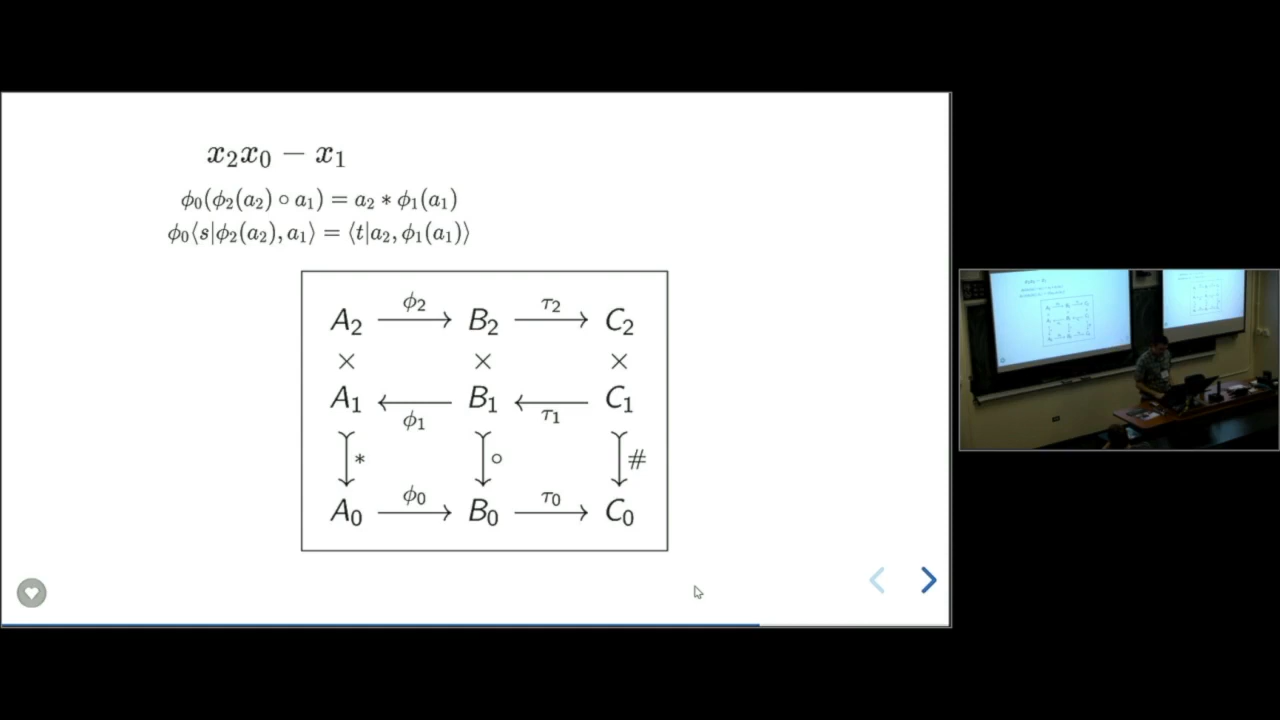 x₂x₀ − x₁
ϕ₀(ϕ₂(a₂) ∘ a₁) = a₂ * ϕ₁(a₁)
ϕ₀⟨s|ϕ₂(a₂), a₁⟩ = ⟨t|a₂, ϕ₁(a₁)⟩
ϕ₂ τ₂
A₂ → B₂ → C₂
× × ×
A₁ ← B₁ ← C₁
ϕ₁ τ₁
* ∘ #
ϕ₀ τ₀
A₀ → B₀ → C₀